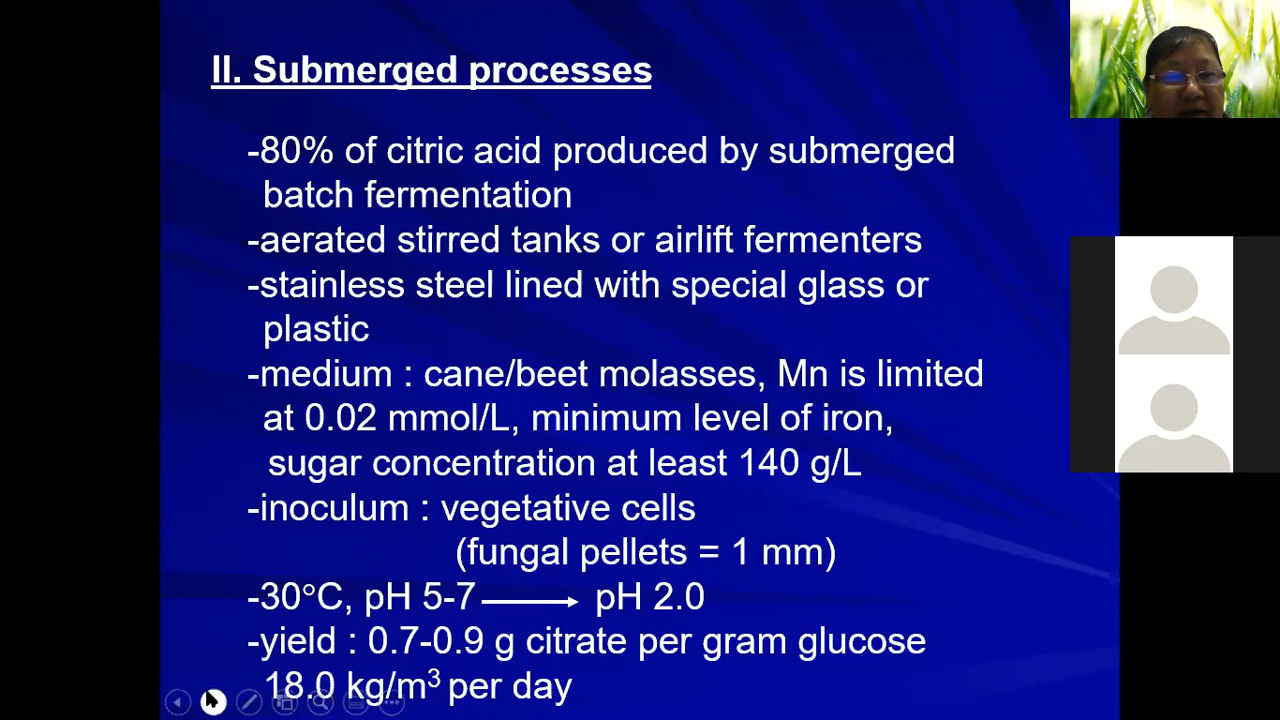 II. Submerged processes
-80% of citric acid produced by submerged
batch fermentation
-aerated stirred tanks or airlift fermenters
-stainless steel lined with special glass or
plastic
-medium : cane/beet molasses, Mn is limited
at 0.02 mmol/L, minimum level of iron,
sugar concentration at least 140 g/L
-inoculum : vegetative cells
(fungal pellets = 1 mm)
-30°C, pH 5-7 ⟶ pH 2.0
-yield : 0.7-0.9 g citrate per gram glucose
18.0 kg/m³ per day